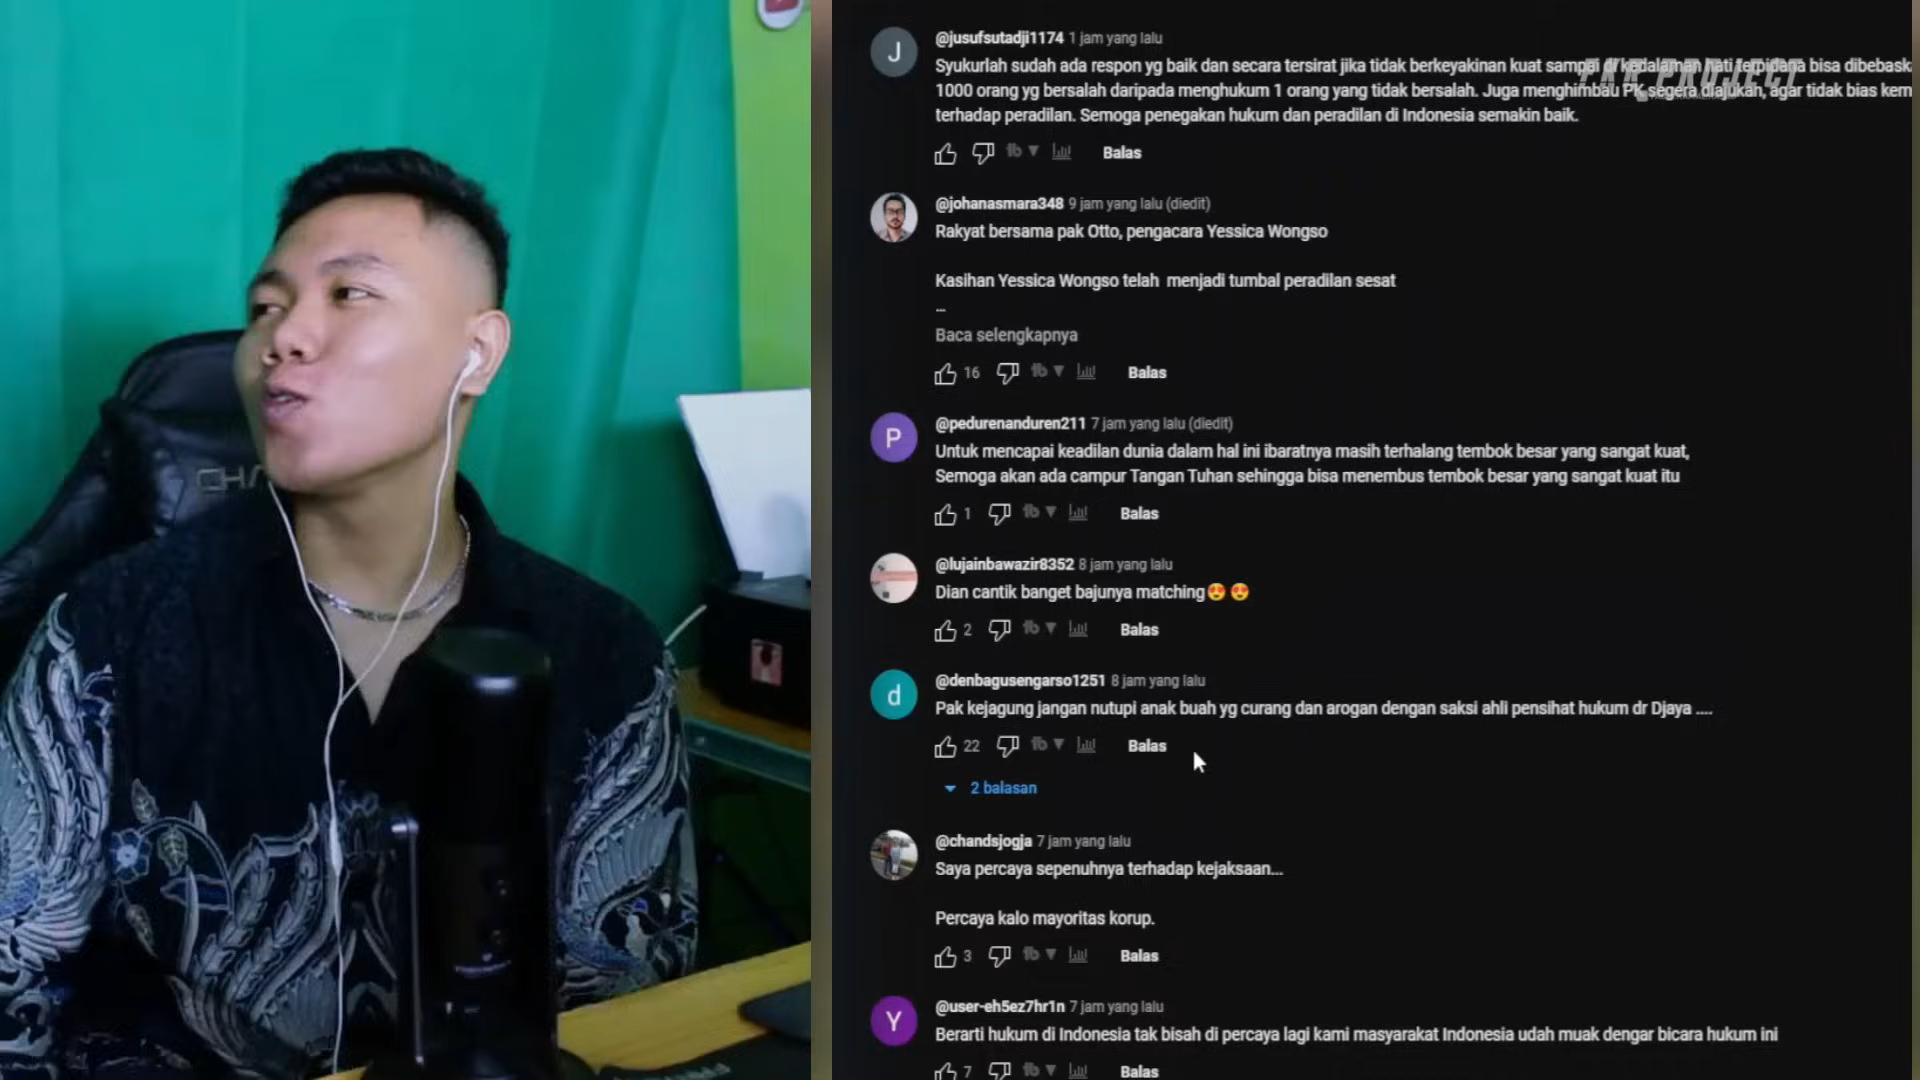 @jusufsutadji1174 1 jam yang lalu
Syukurlah sudah ada respon yg baik dan secara tersirat jika tidak berkeyakinan kuat sampai di kedalaman hati terpidana bisa dibebask
1000 orang yg bersalah daripada menghukum 1 orang yang tidak bersalah. Juga menghimbau PK segera diajukan, agar tidak bias kem
terhadap peradilan. Semoga penegakan hukum dan peradilan di Indonesia semakin baik.
Balas
J
PROJECT
@johanasmara348 9 jam yang lalu (diedit)
Rakyat bersama pak Otto, pengacara Yessica Wongso
Kasihan Yessica Wongso telah menjadi tumbal peradilan sesat
...
Baca selengkapnya
16 Balas
P
@pedurenanduren211 7 jam yang lalu (diedit)
Untuk mencapai keadilan dunia dalam hal ini ibaratnya masih terhalang tembok besar yang sangat kuat,
Semoga akan ada campur Tangan Tuhan sehingga bisa menembus tembok besar yang sangat kuat itu
1 Balas
@lujainbawazir8352 8 jam yang lalu
Dian cantik banget bajunya matching😍😍
2 Balas
d
@denbagusengarso1251 8 jam yang lalu
Pak kejagung jangan nutupi anak buah yg curang dan arogan dengan saksi ahli pensihat hukum dr Djaya ....
22 Balas
2 balasan
@chandsjogja 7 jam yang lalu
Saya percaya sepenuhnya terhadap kejaksaan...
Percaya kalo mayoritas korup.
3 Balas
Y
@user-eh5ez7hr1n 7 jam yang lalu
Berarti hukum di Indonesia tak bisah di percaya lagi kami masyarakat Indonesia udah muak dengar bicara hukum ini
7 Balas